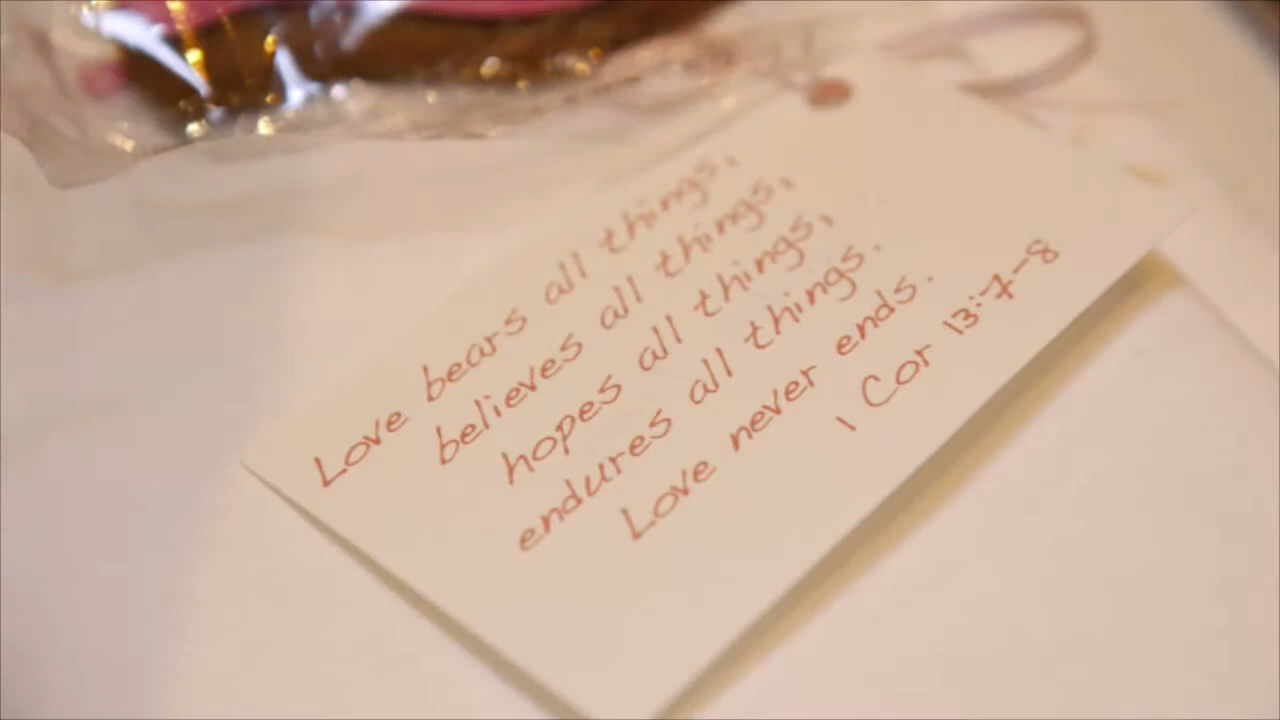 Love bears all things,
believes all things,
hopes all things,
endures all things.
Love never ends.
1 Cor 13:7-8